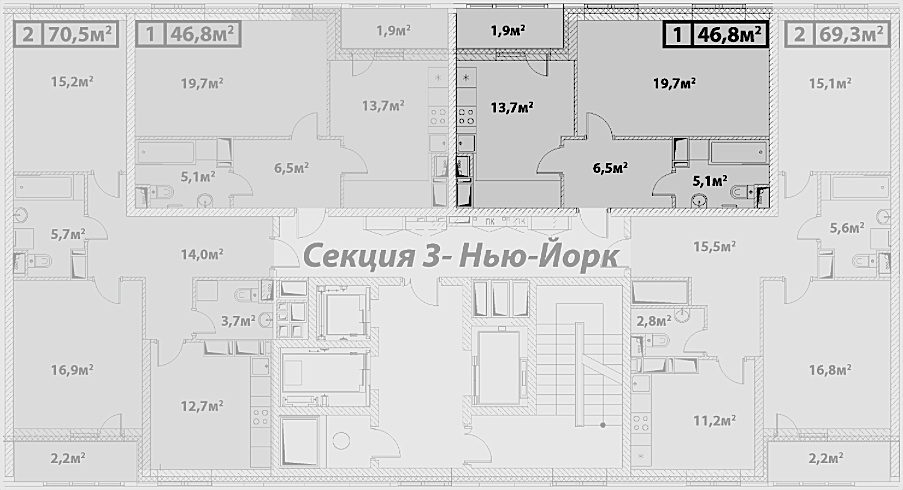 2 70,5м²
1 46,8м²
1,9м²
1,9м²
1 46,8м²
2 69,3м²
15,2м²
19,7м²
13,7м²
13,7м²
19,7м²
15,1м²
5,1м²
6,5м²
6,5м²
5,1м²
5,7м²
14,0м²
ПК
ПК
15,5м²
5,6м²
Секция 3- Нью-Йорк
3,7м²
2,8м²
16,9м²
12,7м²
11,2м²
16,8м²
2,2м²
2,2м²